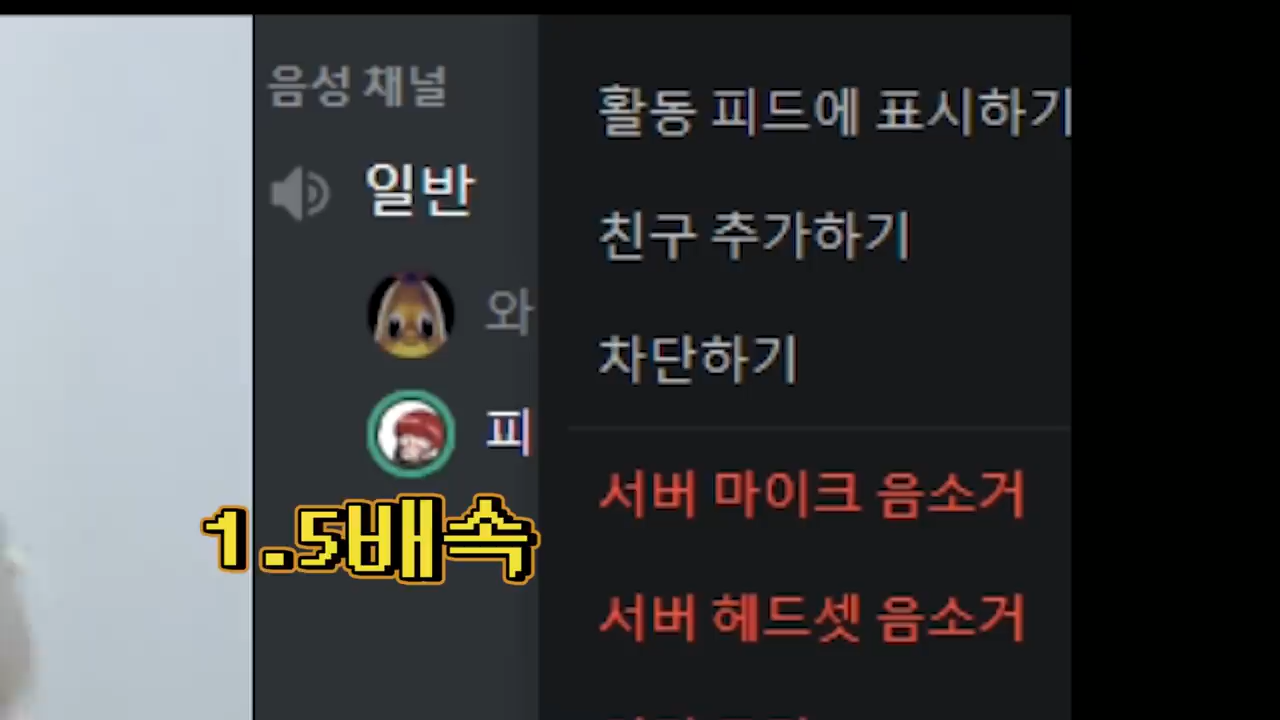 음성 채널
일반
와
피
1.5배속
활동 피드에 표시하기
친구 추가하기
차단하기
서버 마이크 음소거
서버 헤드셋 음소거